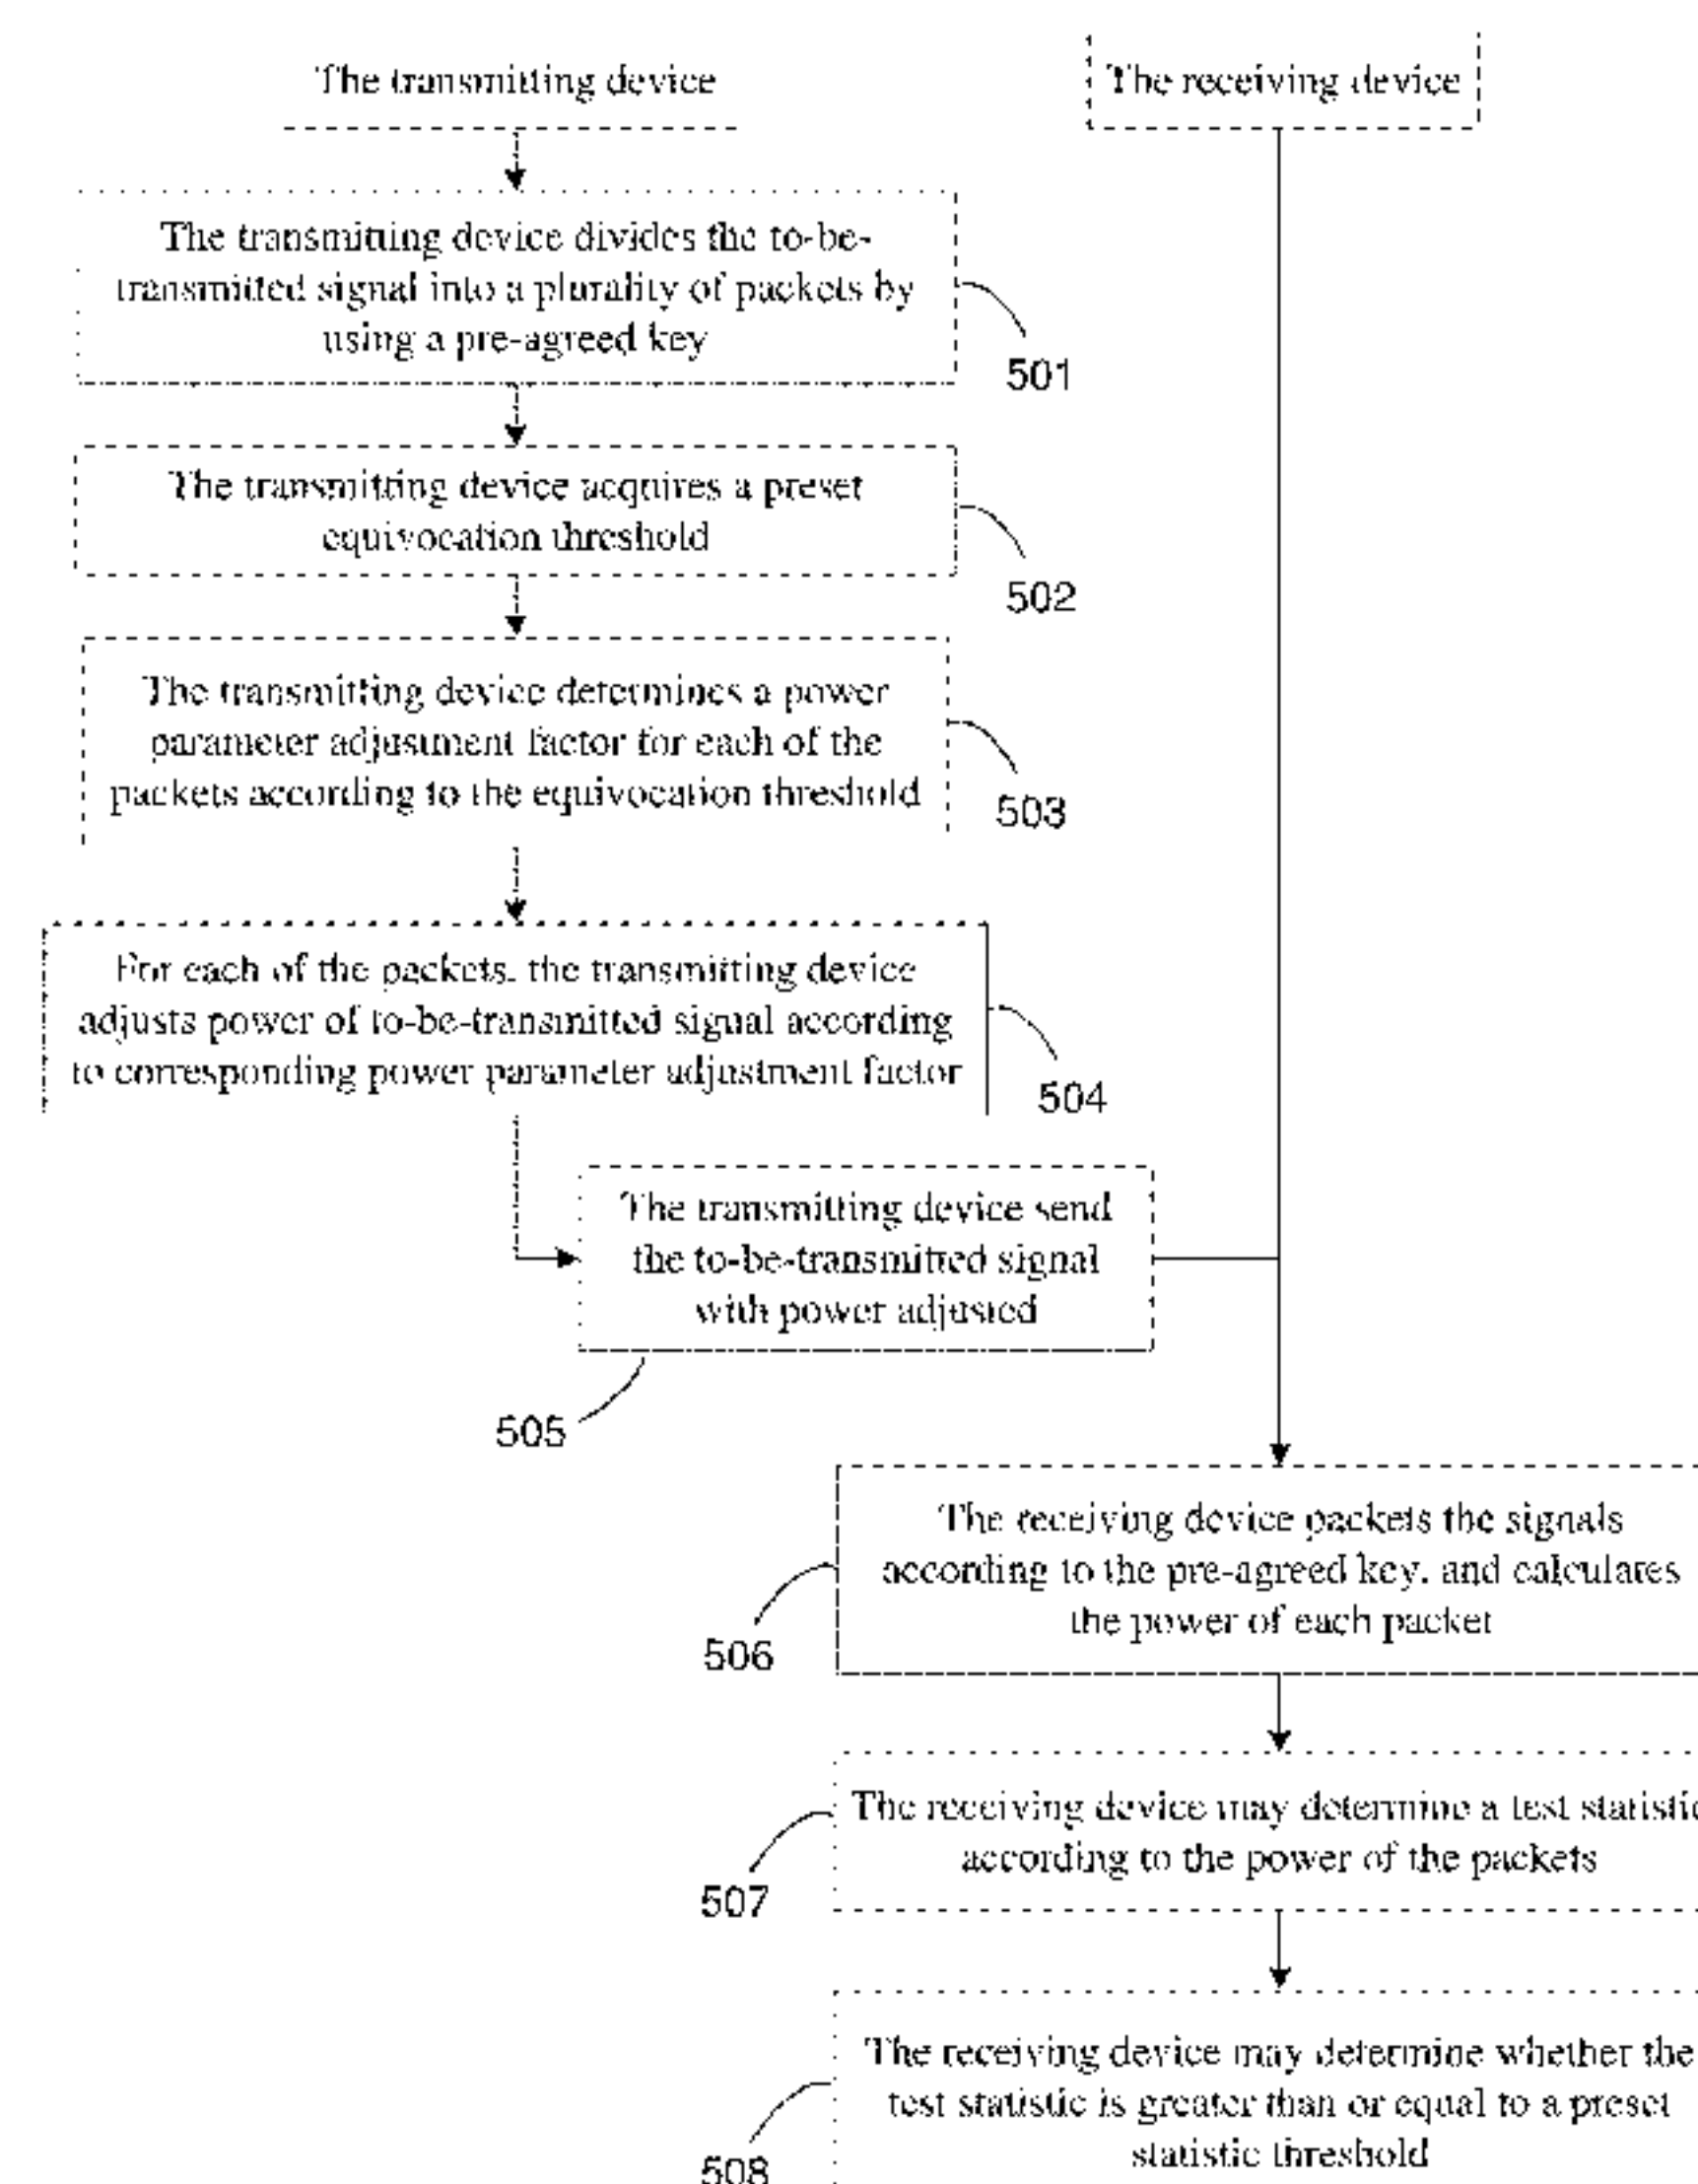 The transmitting device
The receiving device
The transmitting device divides the to-be-
transmitted signal into a plurality of packets by
using a pre-agreed key
501
The transmitting device acquires a preset
equivocation threshold
502
The transmitting device determines a power
parameter adjustment factor for each of the
packets according to the equivocation threshold
503
For each of the packets, the transmitting device
adjusts power of to-be-transmitted signal according
to corresponding power parameter adjustment factor
504
The transmitting device send
the to-be-transmitted signal
with power adjusted
505
The receiving device packets the signals
according to the pre-agreed key, and calculates
the power of each packet
506
The receiving device may determine a test statistic
according to the power of the packets
507
The receiving device may determine whether the
test statistic is greater than or equal to a preset
statistic threshold
508